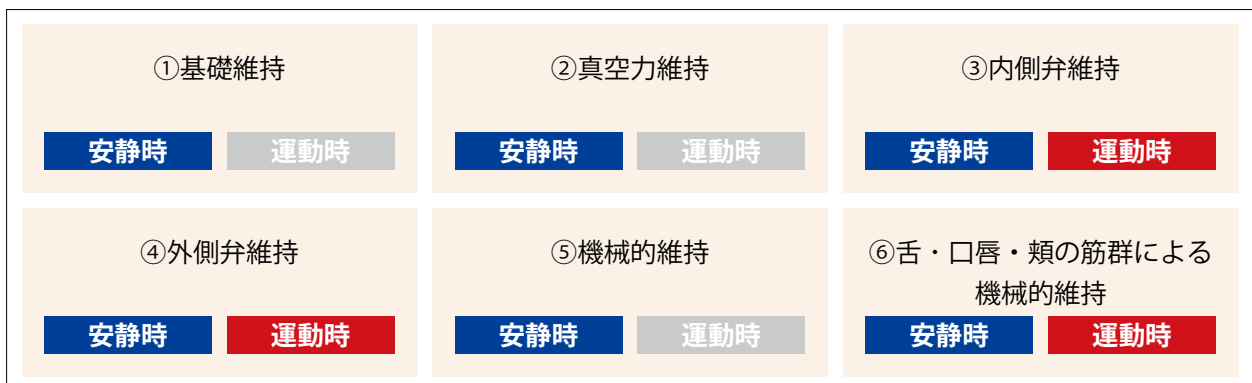 ①基礎維持
安静時 運動時
②真空力維持
安静時 運動時
③内側弁維持
安静時 運動時
④外側弁維持
安静時 運動時
⑤機械的維持
安静時 運動時
⑥舌・口唇・頬の筋群による
機械的維持
安静時 運動時